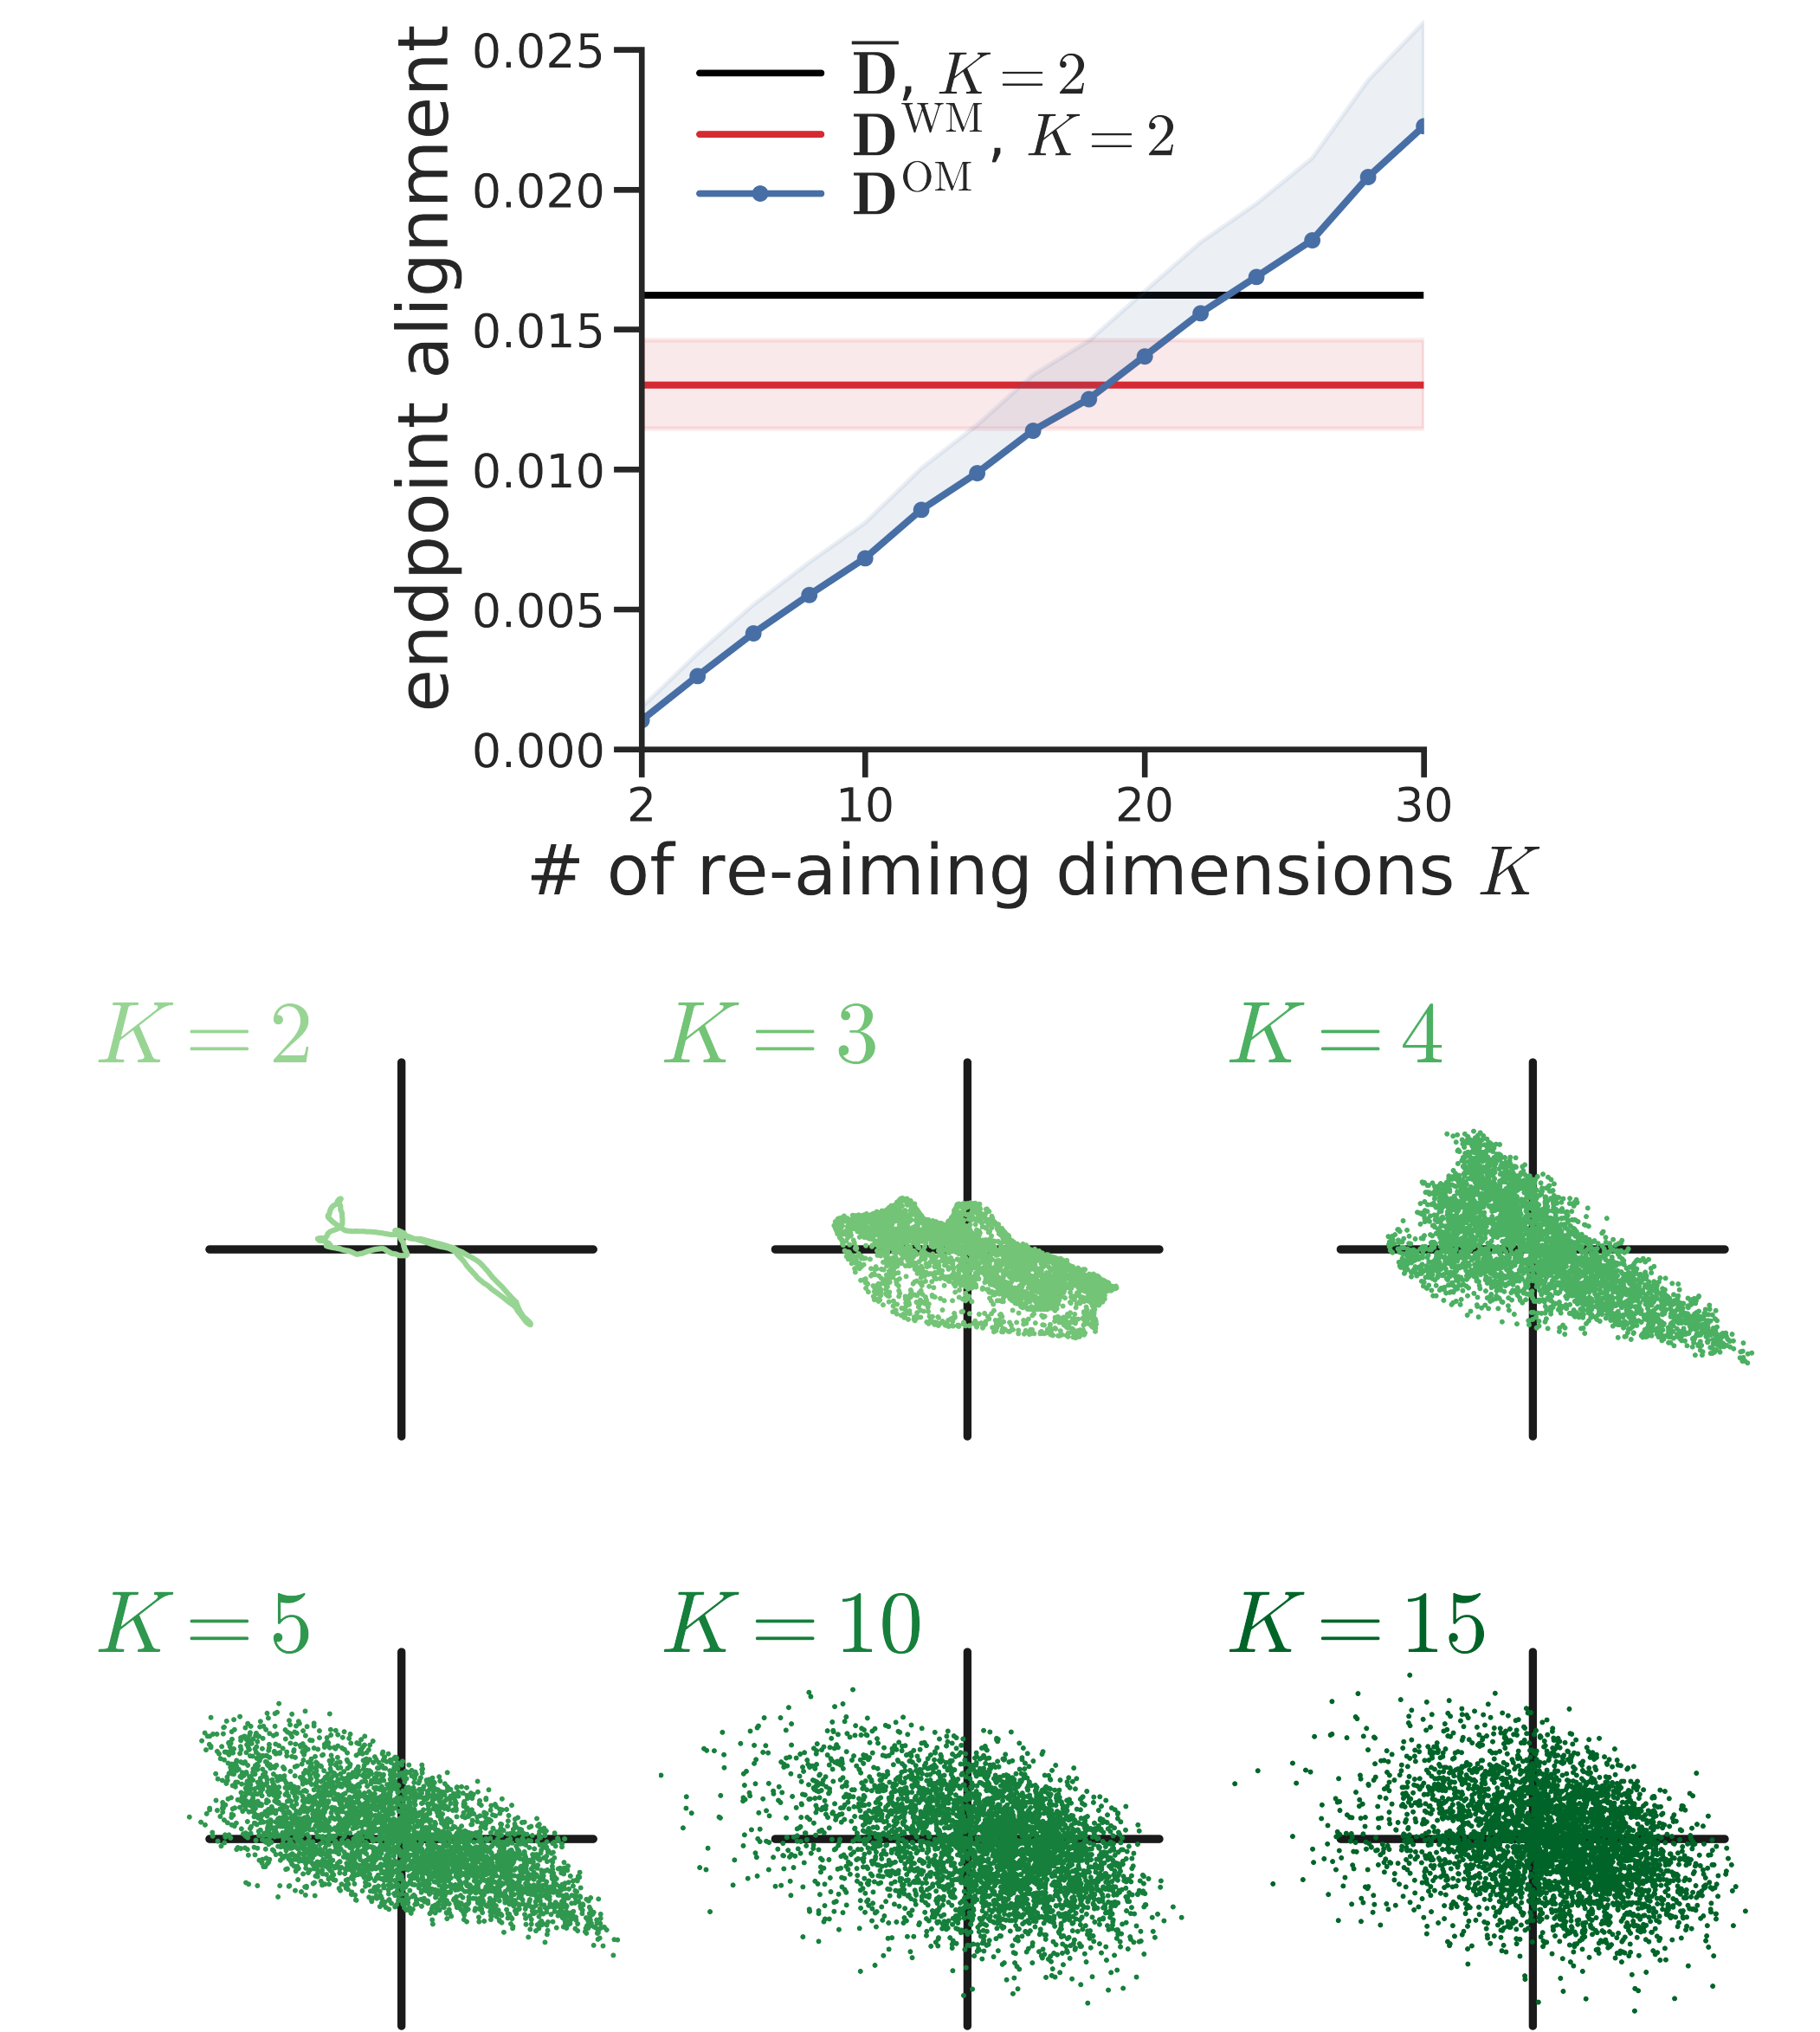 endpoint alignment
0.025
0.020
0.015
0.010
0.005
0.000
D̅, K = 2
D^WM, K = 2
D^OM
2 10 20 30
# of re-aiming dimensions K
K = 2
K = 3
K = 4
K = 5
K = 10
K = 15